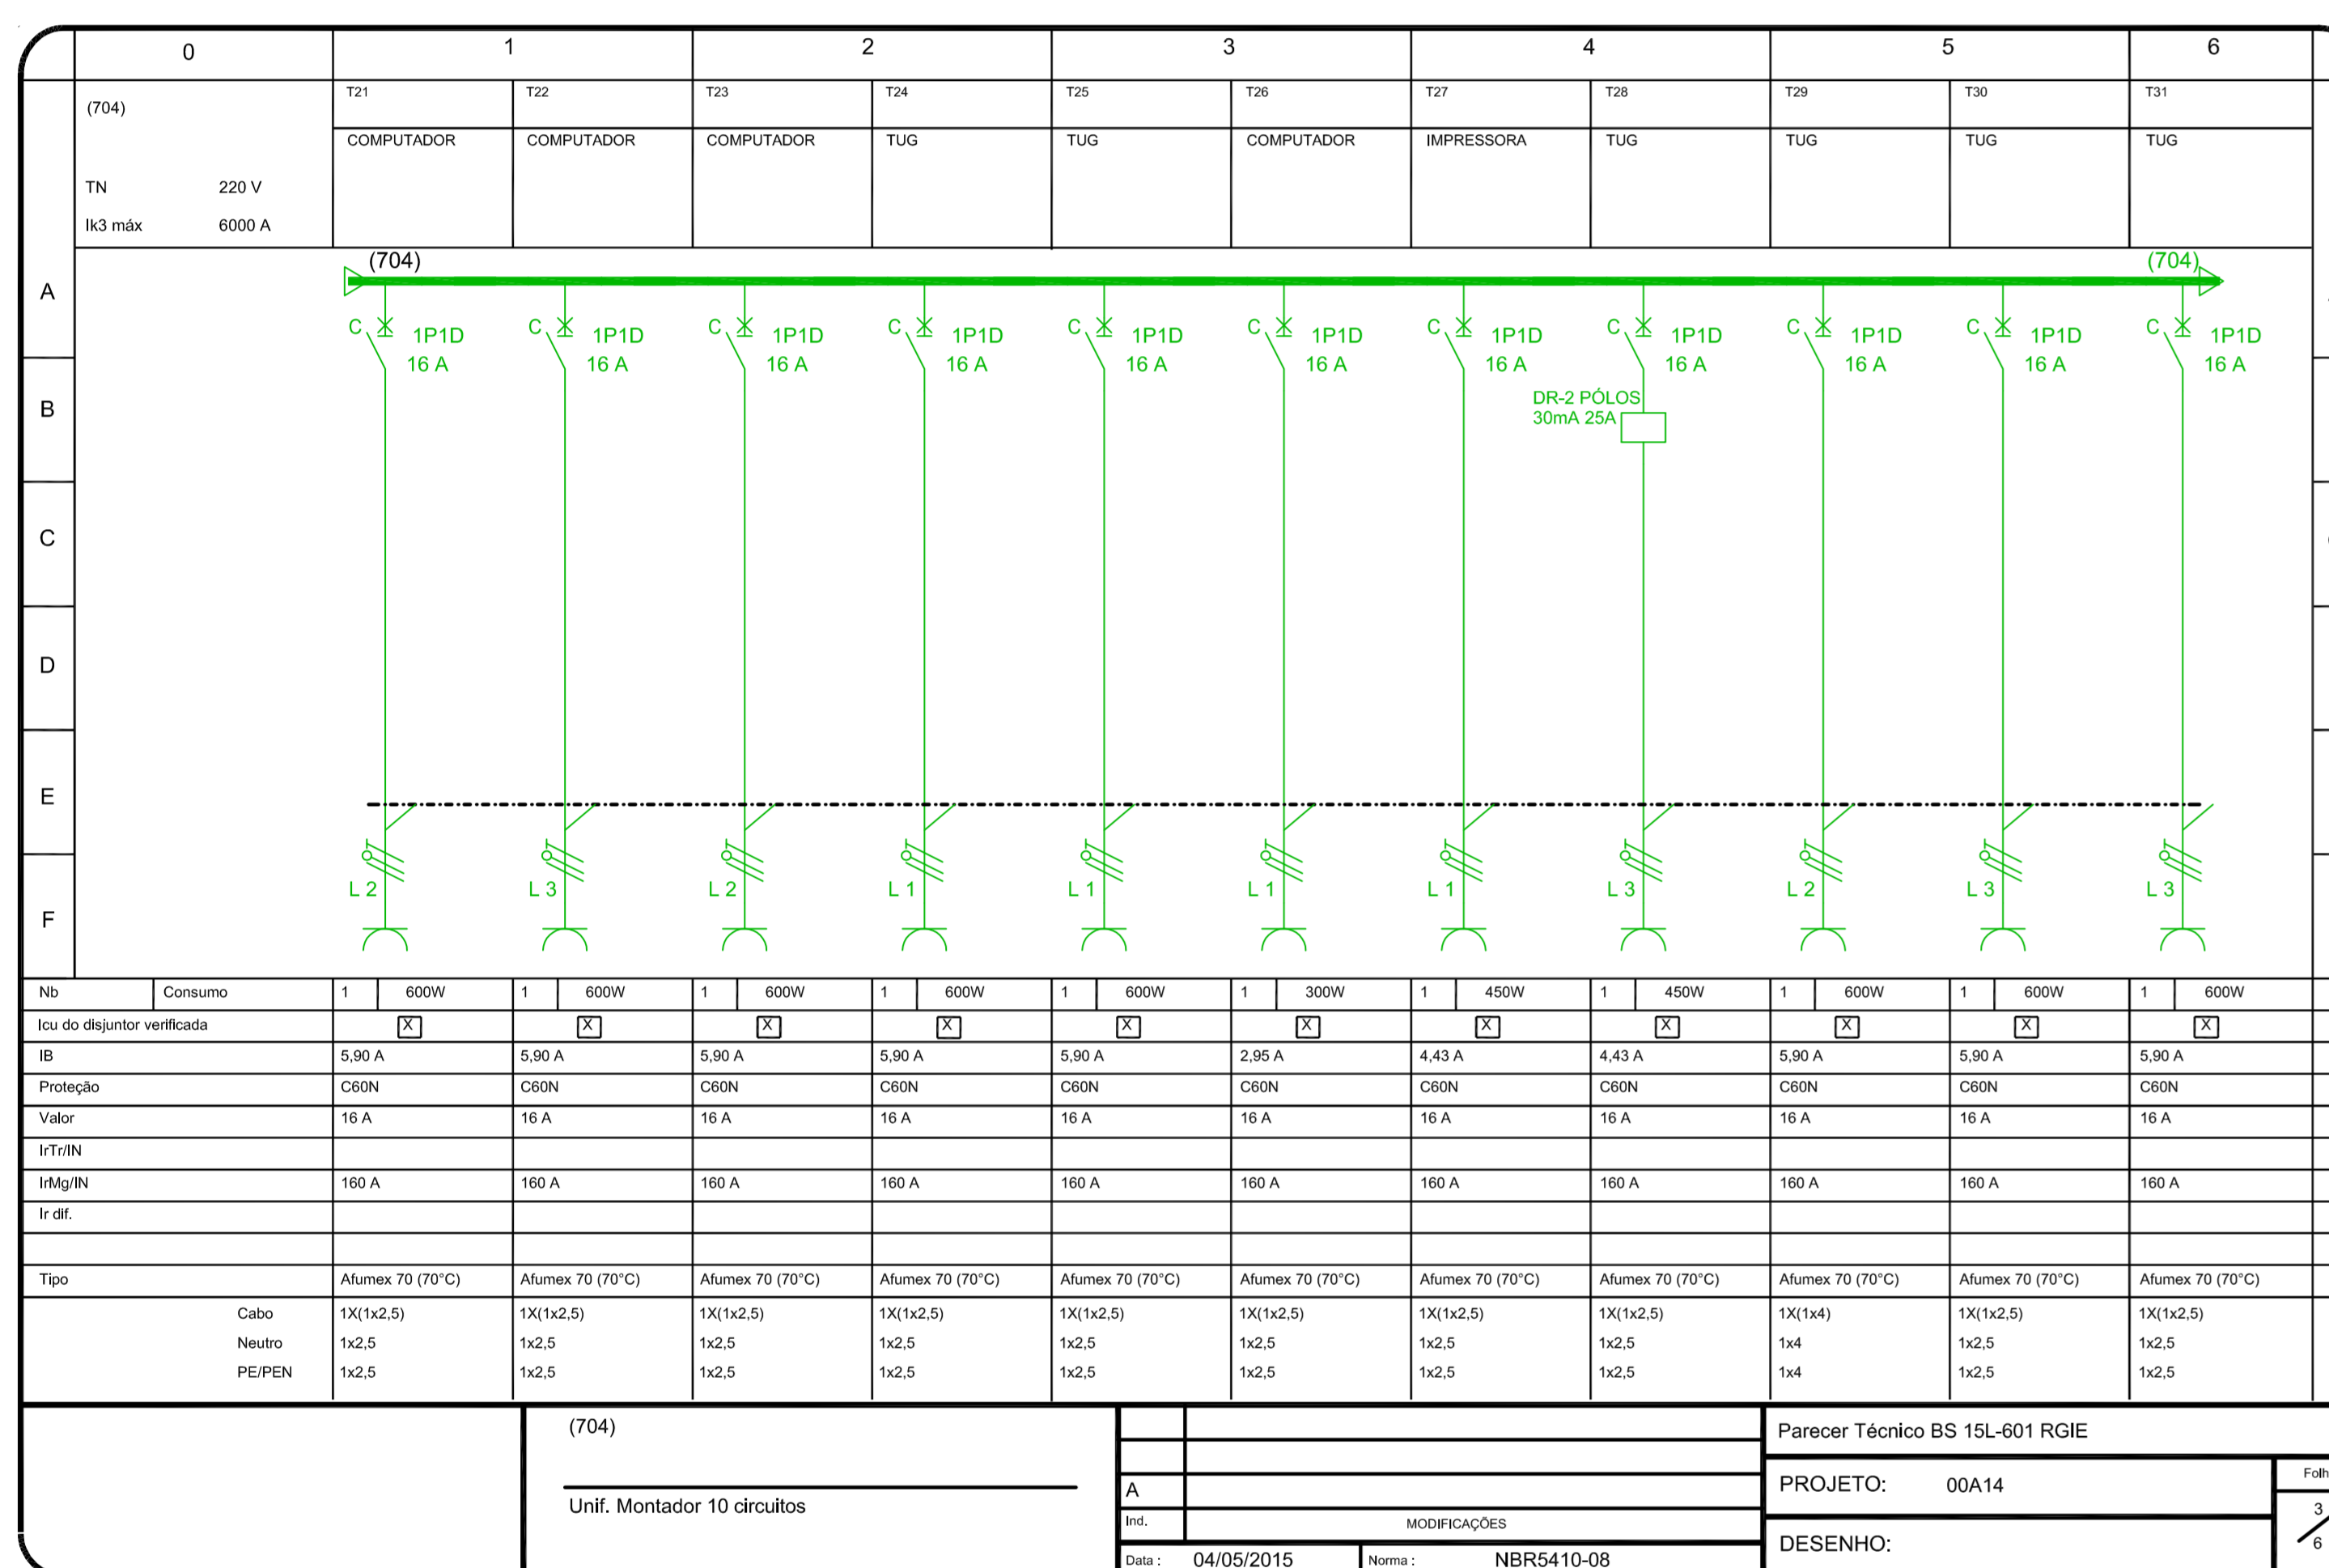 0 1 2 3 4 5 6
(704) T21 T22 T23 T24 T25 T26 T27 T28 T29 T30 T31
COMPUTADOR COMPUTADOR COMPUTADOR TUG TUG COMPUTADOR IMPRESSORA TUG TUG TUG TUG
TN 220 V
Ik3 máx 6000 A
(704) (704)
A
C 1P1D C 1P1D C 1P1D C 1P1D C 1P1D C 1P1D C 1P1D C 1P1D C 1P1D C 1P1D C 1P1D
16 A 16 A 16 A 16 A 16 A 16 A 16 A 16 A 16 A 16 A 16 A
B
DR-2 PÓLOS
30mA 25A
C
D
E
L 2 L 3 L 2 L 1 L 1 L 1 L 1 L 3 L 2 L 3 L 3
F
Nb Consumo 1 600W 1 600W 1 600W 1 600W 1 600W 1 300W 1 450W 1 450W 1 600W 1 600W 1 600W
Icu do disjuntor verificada X X X X X X X X X X X
IB 5,90 A 5,90 A 5,90 A 5,90 A 5,90 A 2,95 A 4,43 A 4,43 A 5,90 A 5,90 A 5,90 A
Proteção C60N C60N C60N C60N C60N C60N C60N C60N C60N C60N C60N
Valor 16 A 16 A 16 A 16 A 16 A 16 A 16 A 16 A 16 A 16 A 16 A
IrTr/IN
IrMg/IN 160 A 160 A 160 A 160 A 160 A 160 A 160 A 160 A 160 A 160 A 160 A
Ir dif.
Tipo Afumex 70 (70°C) Afumex 70 (70°C) Afumex 70 (70°C) Afumex 70 (70°C) Afumex 70 (70°C) Afumex 70 (70°C) Afumex 70 (70°C) Afumex 70 (70°C) Afumex 70 (70°C) Afumex 70 (70°C) Afumex 70 (70°C)
Cabo 1X(1x2,5) 1X(1x2,5) 1X(1x2,5) 1X(1x2,5) 1X(1x2,5) 1X(1x2,5) 1X(1x2,5) 1X(1x2,5) 1X(1x4) 1X(1x2,5) 1X(1x2,5)
Neutro 1x2,5 1x2,5 1x2,5 1x2,5 1x2,5 1x2,5 1x2,5 1x2,5 1x4 1x2,5 1x2,5
PE/PEN 1x2,5 1x2,5 1x2,5 1x2,5 1x2,5 1x2,5 1x2,5 1x2,5 1x4 1x2,5 1x2,5
(704)
Unif. Montador 10 circuitos
A
Ind. MODIFICAÇÕES
Data : 04/05/2015 Norma : NBR5410-08
Parecer Técnico BS 15L-601 RGIE
PROJETO: 00A14
DESENHO:
Folh
3
6